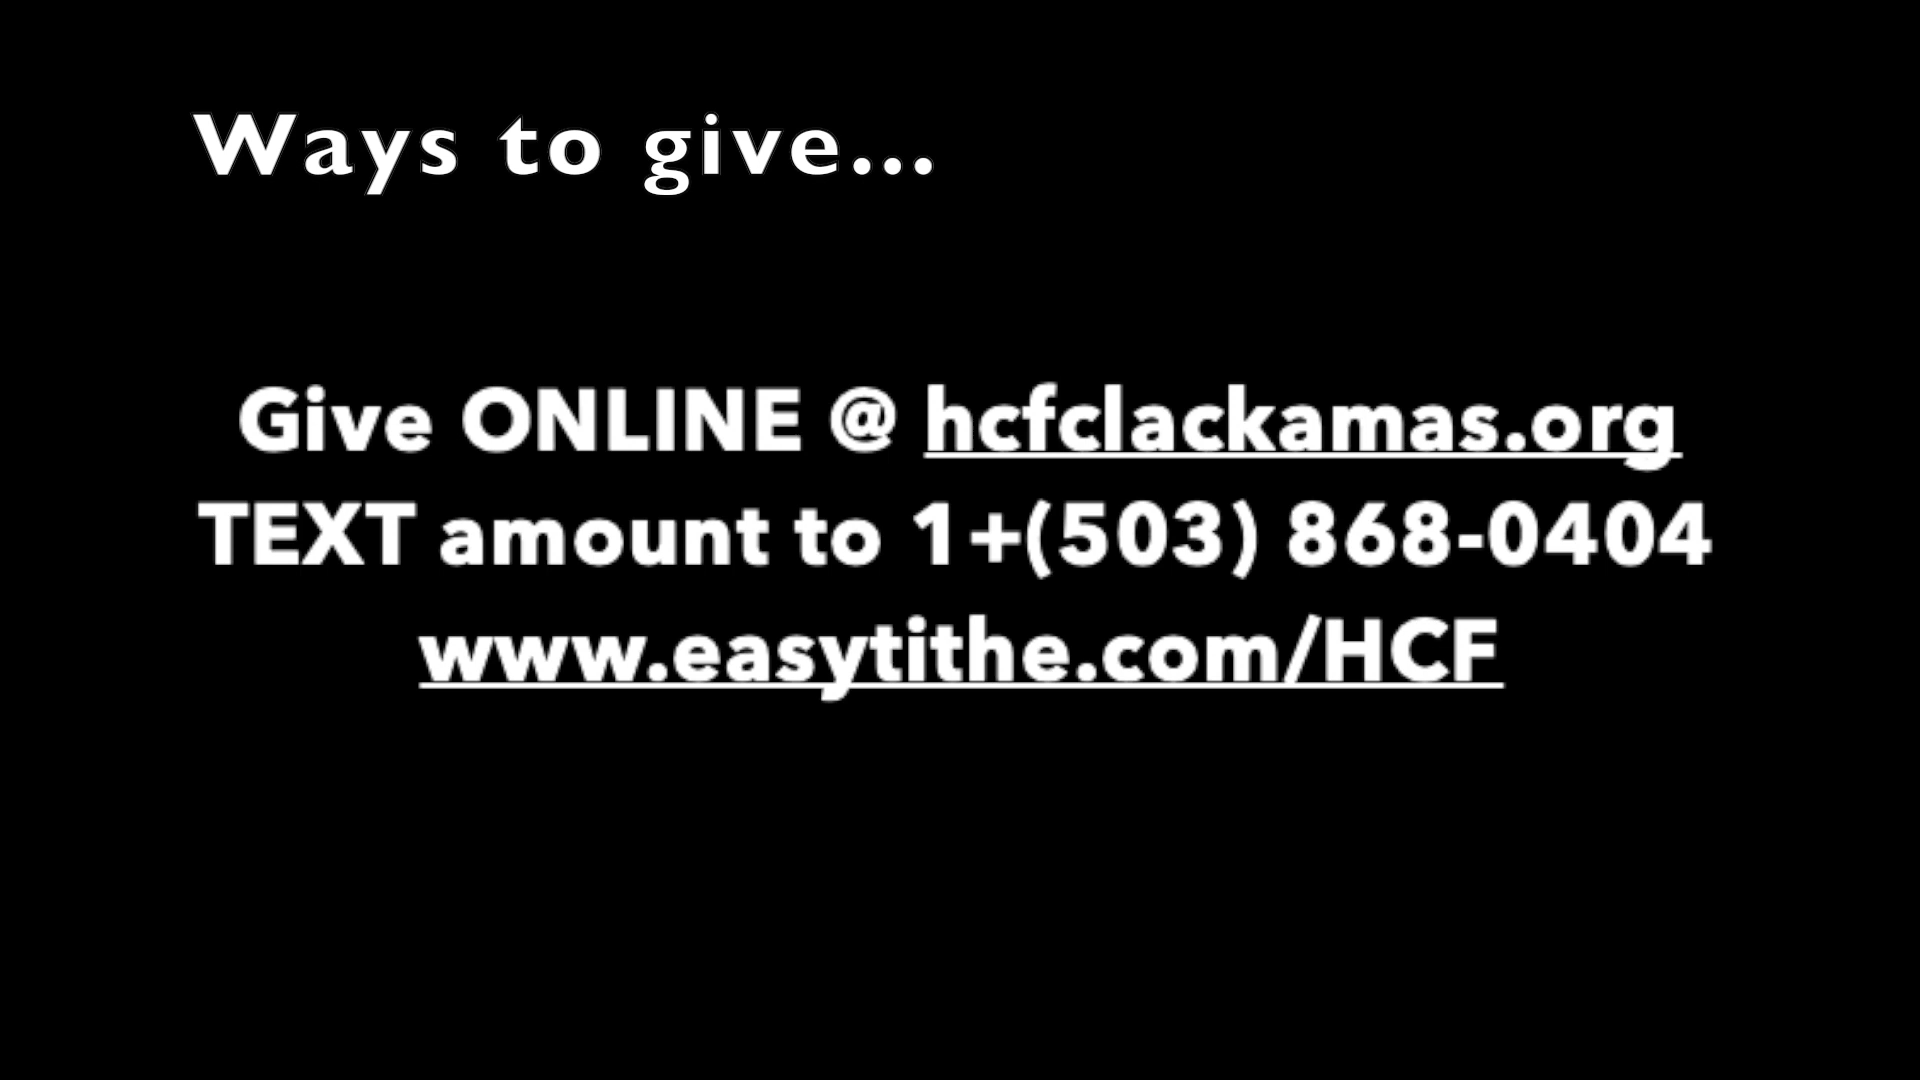 Ways to give...
Give ONLINE @ hcfclackamas.org
TEXT amount to 1+(503) 868-0404
www.easytithe.com/HCF